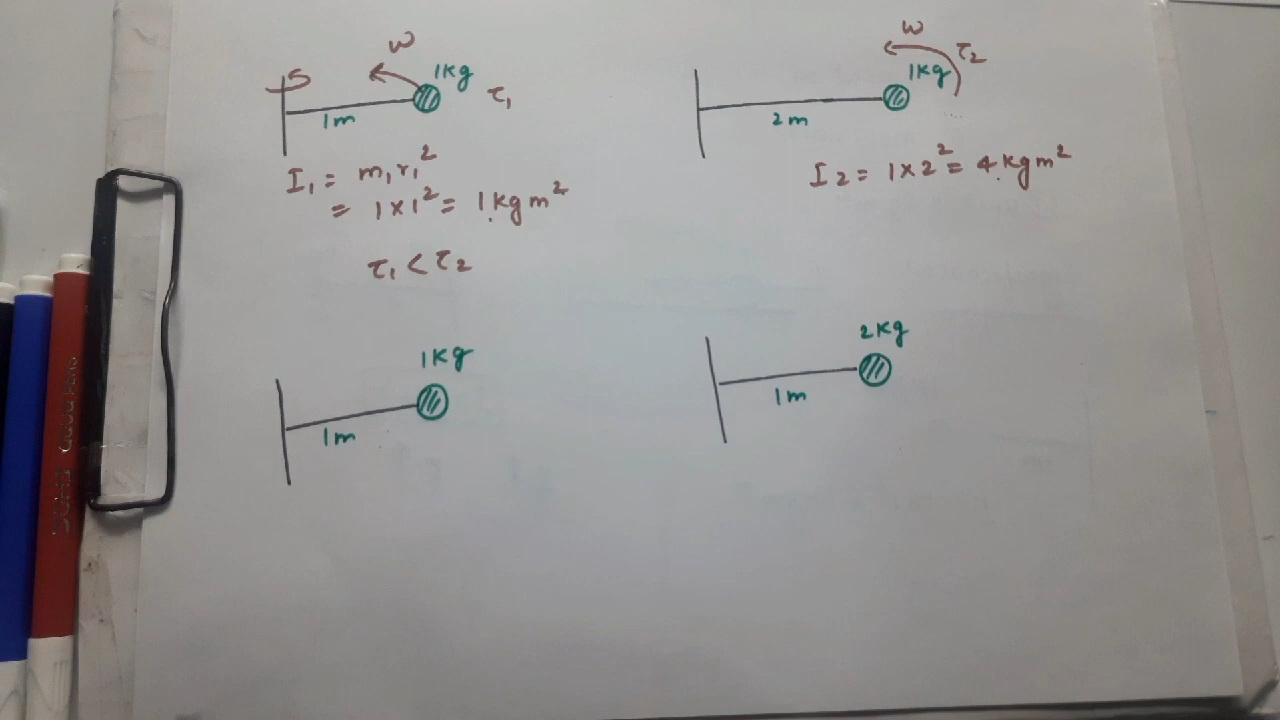 ω
1kg τ₁
1m
I₁ = m₁r₁²
= 1×1² = 1kgm²
τ₁ < τ₂
ω
τ₂
1kg
2m
I₂ = 1×2² = 4kgm²
1kg
1m
2kg
1m